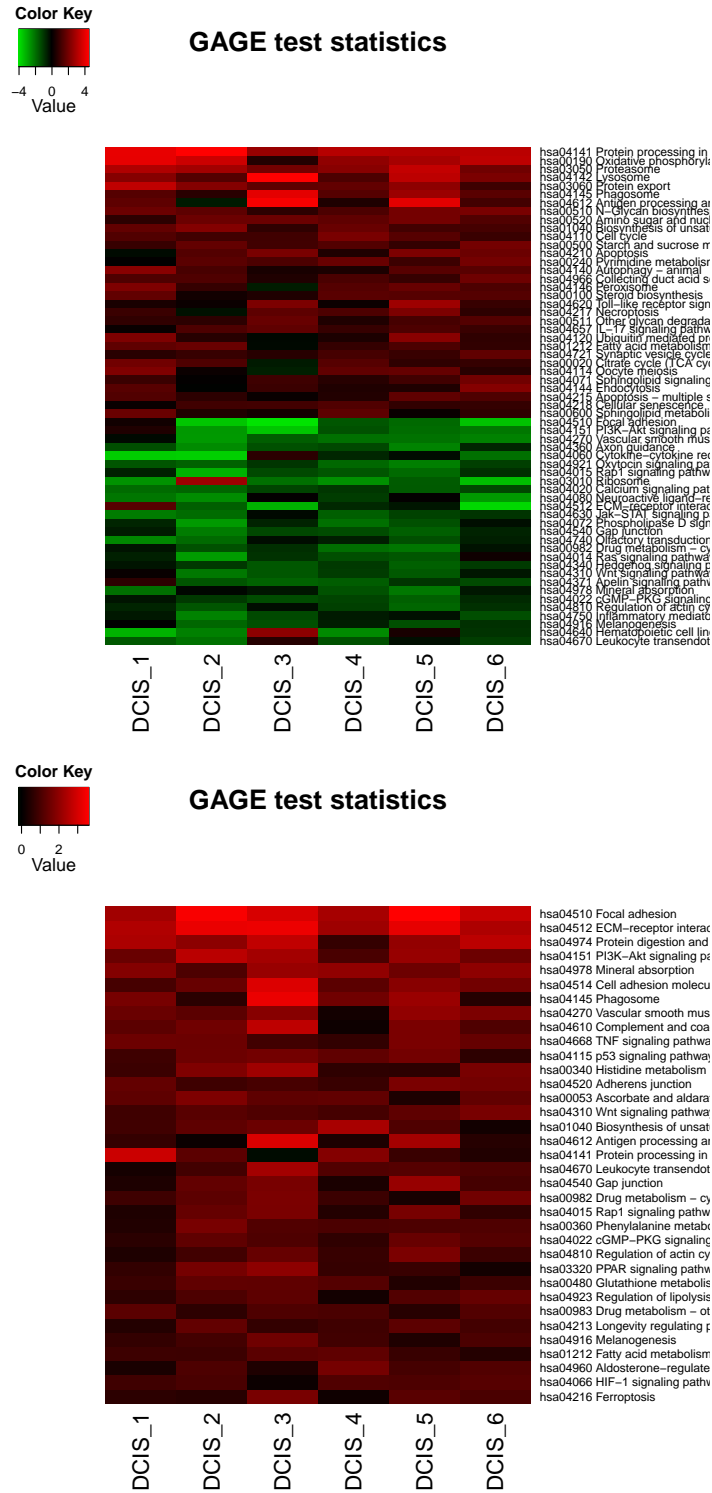 Color Key
GAGE test statistics
−4 0 4
Value
hsa04141 Protein processing in
hsa00190 Oxidative phosphoryla
hsa03050 Proteasome
hsa04142 Lysosome
hsa03060 Protein export
hsa04145 Phagosome
hsa04612 Antigen processing an
hsa00510 N−Glycan biosynthes
hsa00520 Amino sugar and nucl
hsa01040 Biosynthesis of unsatu
hsa04110 Cell cycle
hsa00500 Starch and sucrose m
hsa04210 Apoptosis
hsa00240 Pyrimidine metabolism
hsa04140 Autophagy − animal
hsa04966 Collecting duct acid se
hsa04146 Peroxisome
hsa00100 Steroid biosynthesis
hsa04620 Toll−like receptor sign
hsa04217 Necroptosis
hsa00511 Other glycan degrada
hsa04657 IL−17 signaling pathw
hsa04120 Ubiquitin mediated pro
hsa01212 Fatty acid metabolism
hsa04721 Synaptic vesicle cycle
hsa00020 Citrate cycle (TCA cyc
hsa04114 Oocyte meiosis
hsa04071 Sphingolipid signaling
hsa04144 Endocytosis
hsa04215 Apoptosis − multiple s
hsa04218 Cellular senescence
hsa00600 Sphingolipid metaboli
hsa04510 Focal adhesion
hsa04151 PI3K−Akt signaling pa
hsa04270 Vascular smooth mus
hsa04360 Axon guidance
hsa04060 Cytokine−cytokine rec
hsa04921 Oxytocin signaling pat
hsa04015 Rap1 signaling pathw
hsa03010 Ribosome
hsa04020 Calcium signaling pat
hsa04080 Neuroactive ligand−re
hsa04512 ECM−receptor interac
hsa04630 Jak−STAT signaling pa
hsa04072 Phospholipase D sign
hsa04540 Gap junction
hsa04740 Olfactory transduction
hsa00982 Drug metabolism − cy
hsa04014 Ras signaling pathway
hsa04340 Hedgehog signaling p
hsa04310 Wnt signaling pathway
hsa04371 Apelin signaling pathw
hsa04978 Mineral absorption
hsa04022 cGMP−PKG signaling
hsa04810 Regulation of actin cy
hsa04750 Inflammatory mediato
hsa04916 Melanogenesis
hsa04640 Hematopoietic cell line
hsa04670 Leukocyte transendot
DCIS_1 DCIS_2 DCIS_3 DCIS_4 DCIS_5 DCIS_6
Color Key
GAGE test statistics
0 2
Value
hsa04510 Focal adhesion
hsa04512 ECM−receptor interac
hsa04974 Protein digestion and
hsa04151 PI3K−Akt signaling pa
hsa04978 Mineral absorption
hsa04514 Cell adhesion molecu
hsa04145 Phagosome
hsa04270 Vascular smooth mus
hsa04610 Complement and coa
hsa04668 TNF signaling pathwa
hsa04115 p53 signaling pathway
hsa00340 Histidine metabolism
hsa04520 Adherens junction
hsa00053 Ascorbate and aldara
hsa04310 Wnt signaling pathway
hsa01040 Biosynthesis of unsatu
hsa04612 Antigen processing an
hsa04141 Protein processing in
hsa04670 Leukocyte transendot
hsa04540 Gap junction
hsa00982 Drug metabolism − cy
hsa04015 Rap1 signaling pathw
hsa00360 Phenylalanine metabo
hsa04022 cGMP−PKG signaling
hsa04810 Regulation of actin cy
hsa03320 PPAR signaling pathw
hsa00480 Glutathione metabolis
hsa04923 Regulation of lipolysis
hsa00983 Drug metabolism − ot
hsa04213 Longevity regulating p
hsa04916 Melanogenesis
hsa01212 Fatty acid metabolism
hsa04960 Aldosterone−regulate
hsa04066 HIF−1 signaling pathw
hsa04216 Ferroptosis
DCIS_1 DCIS_2 DCIS_3 DCIS_4 DCIS_5 DCIS_6